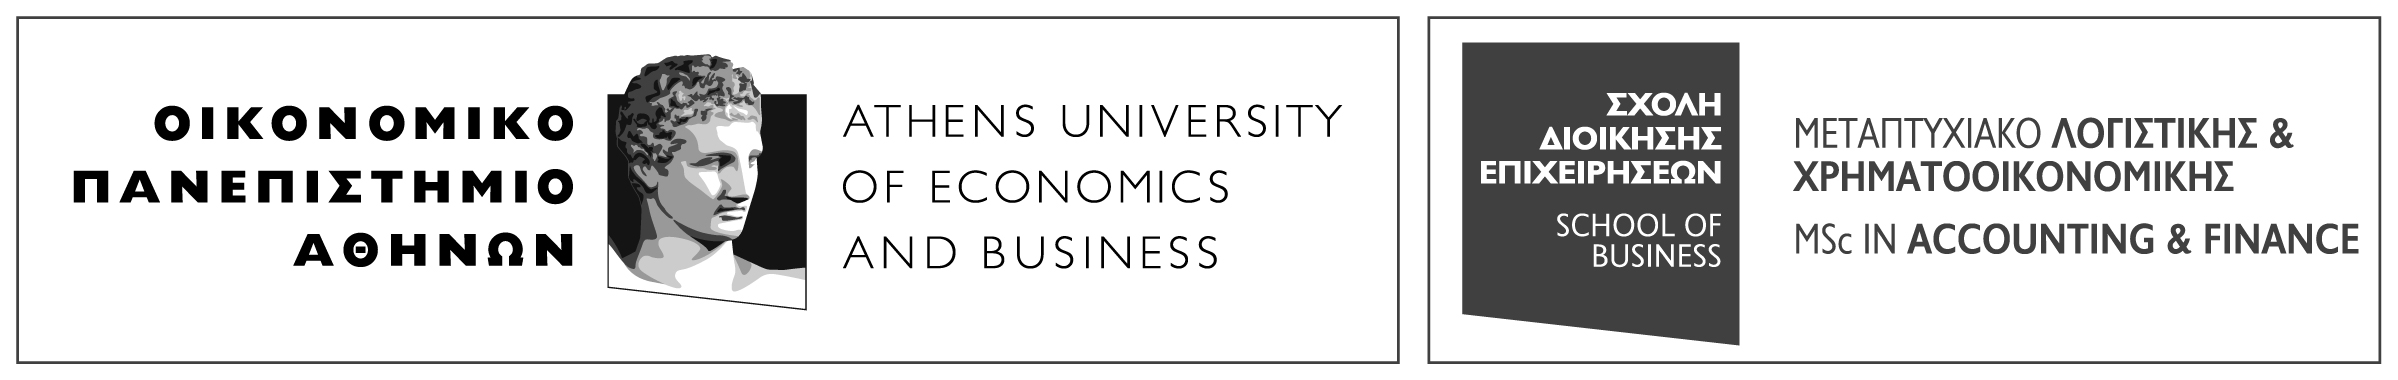 ΟΙΚΟΝΟΜΙΚΟ
ΠΑΝΕΠΙΣΤΗΜΙΟ
ΑΘΗΝΩΝ
ATHENS UNIVERSITY
OF ECONOMICS
AND BUSINESS
ΣΧΟΛΗ
ΔΙΟΙΚΗΣΗΣ
ΕΠΙΧΕΙΡΗΣΕΩΝ
SCHOOL OF
BUSINESS
ΜΕΤΑΠΤΥΧΙΑΚΟ ΛΟΓΙΣΤΙΚΗΣ &
ΧΡΗΜΑΤΟΟΙΚΟΝΟΜΙΚΗΣ
MSc IN ACCOUNTING & FINANCE